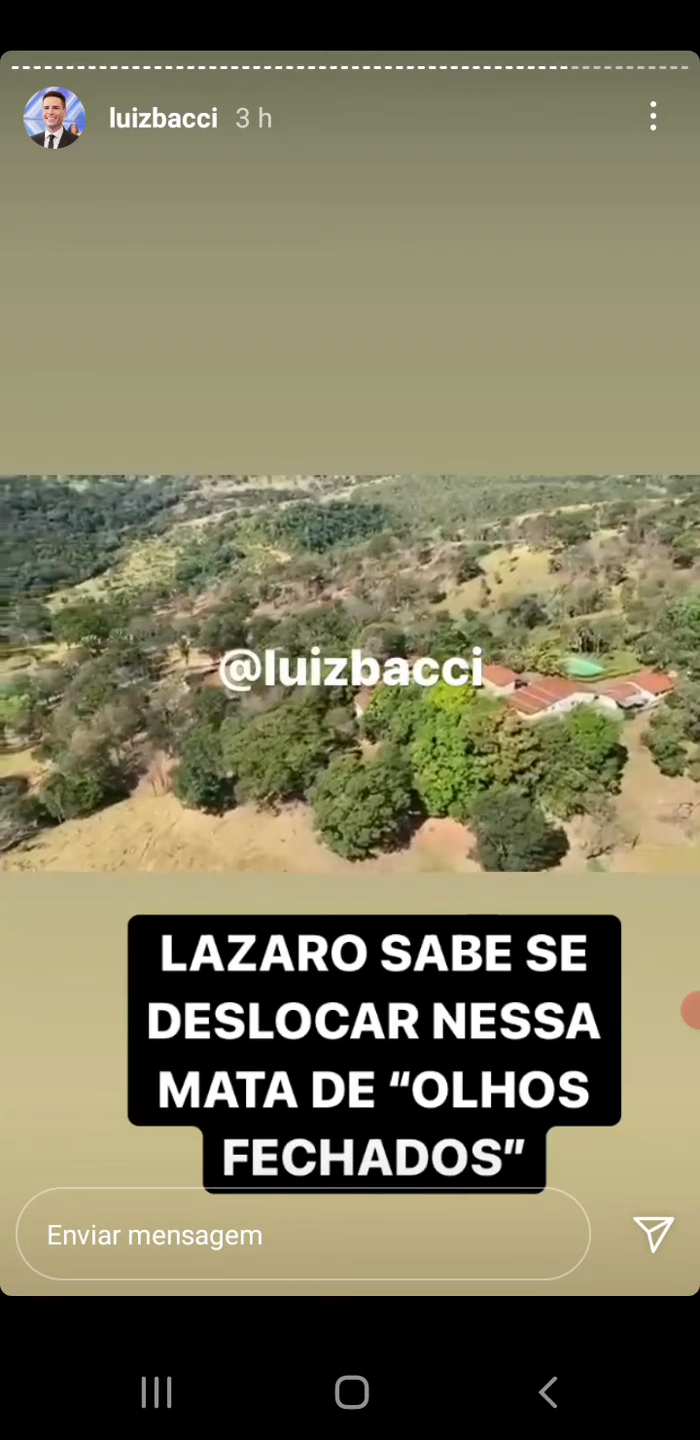 luizbacci 3 h
@luizbacci
LAZARO SABE SE
DESLOCAR NESSA
MATA DE “OLHOS
FECHADOS”
Enviar mensagem